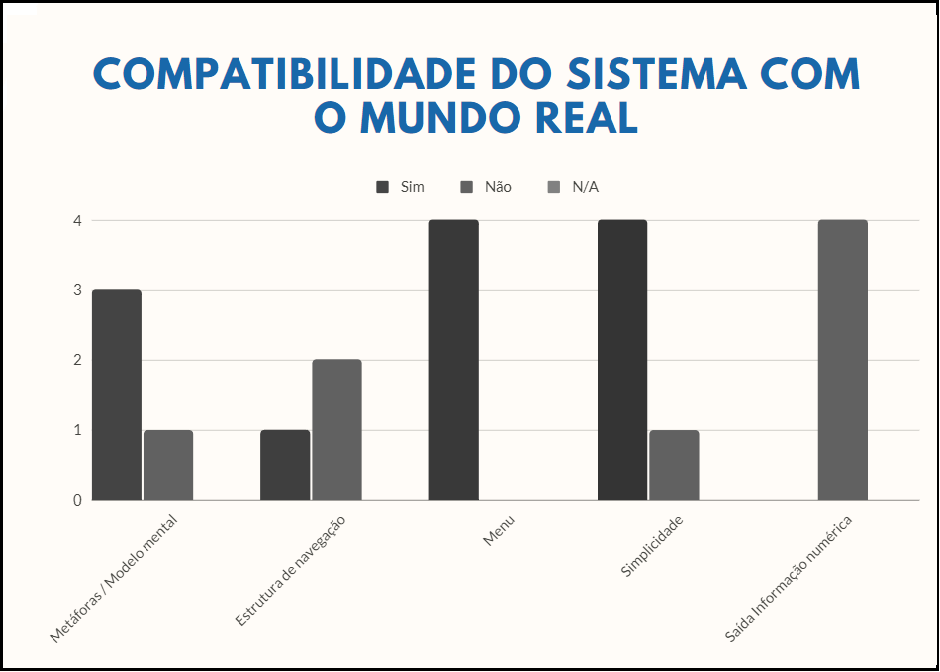 COMPATIBILIDADE DO SISTEMA COM
O MUNDO REAL
Sim Não N/A
4
3
2
1
0
Metáforas / Modelo mental
Estrutura de navegação
Menu
Simplicidade
Saída Informação numérica